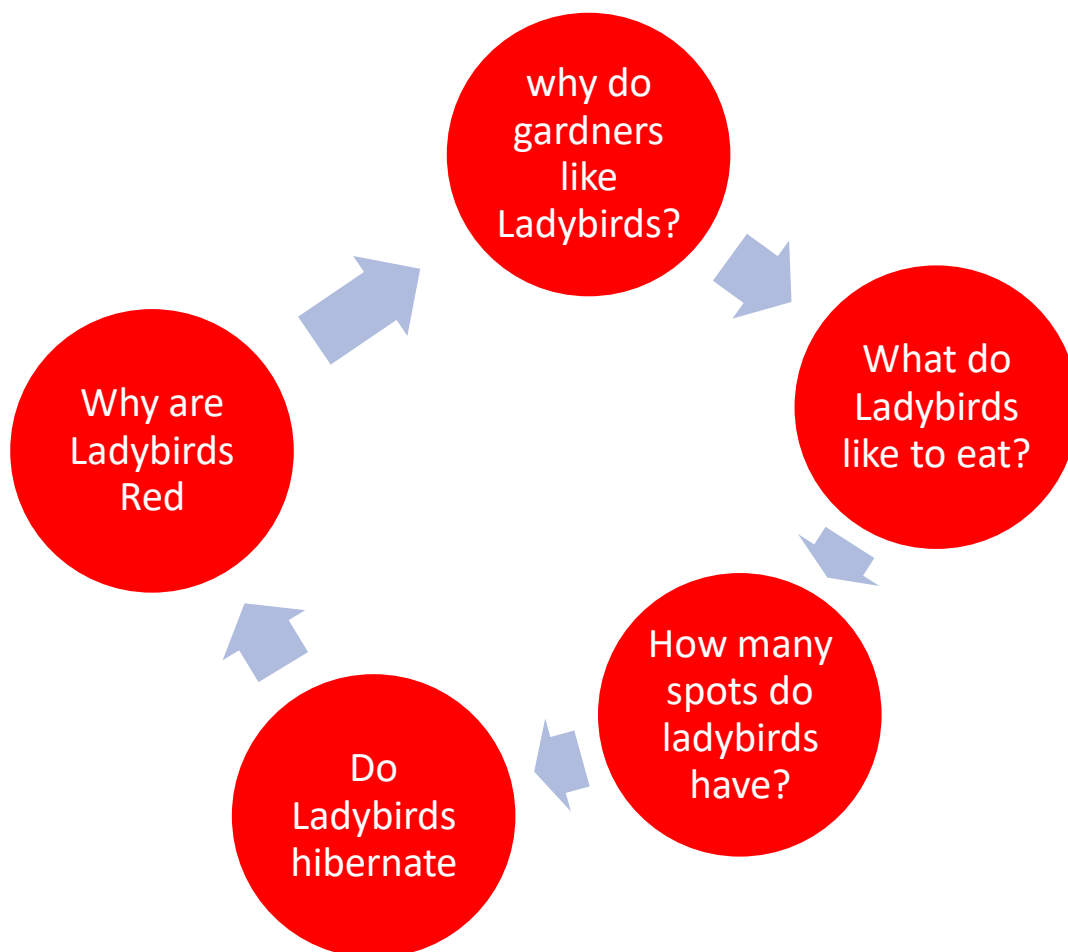 why do
gardners
like
Ladybirds?
What do
Ladybirds
like to eat?
How many
spots do
ladybirds
have?
Do
Ladybirds
hibernate
Why are
Ladybirds
Red